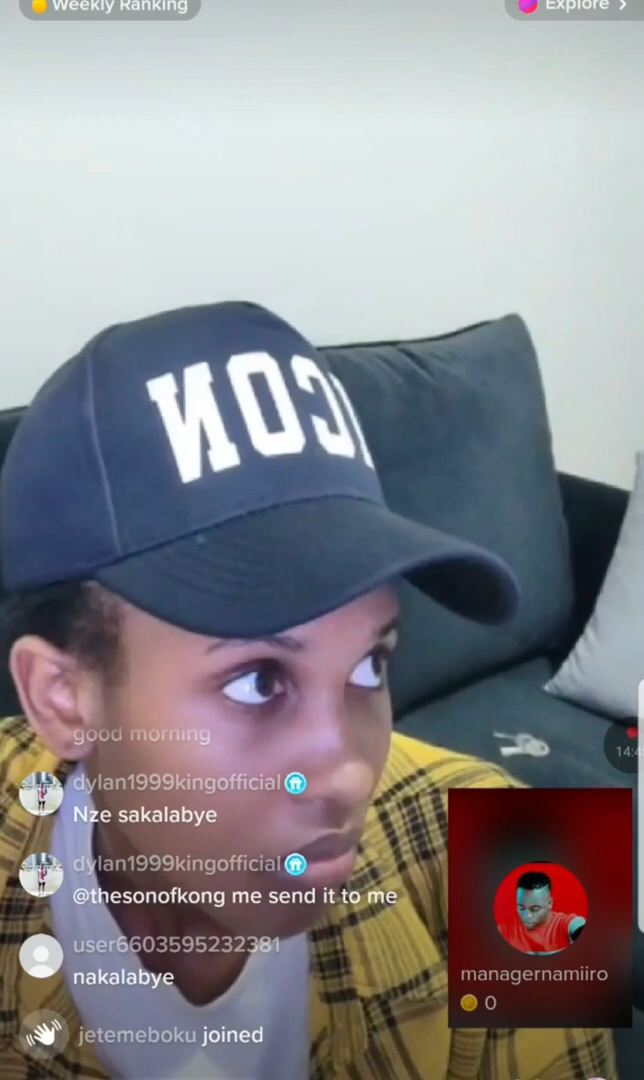 Weekly Ranking
Explore >
ICON
good morning
dylan1999kingofficial
Nze sakalabye
dylan1999kingofficial
@thesonofkong me send it to me
user6603595232381
nakalabye
jetemeboku joined
managernamiiro
0